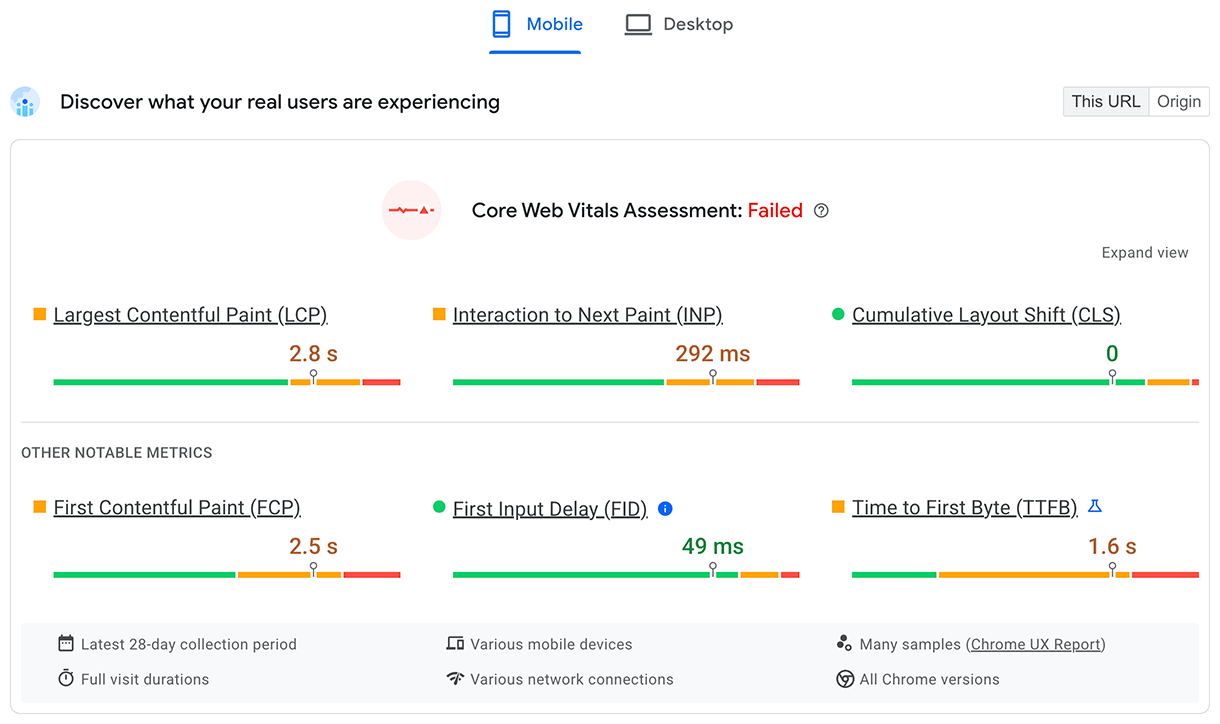 Mobile
Desktop
Discover what your real users are experiencing
This URL
Origin
Core Web Vitals Assessment: Failed
Expand view
Largest Contentful Paint (LCP)
2.8 s
Interaction to Next Paint (INP)
292 ms
Cumulative Layout Shift (CLS)
0
OTHER NOTABLE METRICS
First Contentful Paint (FCP)
2.5 s
First Input Delay (FID)
49 ms
Time to First Byte (TTFB)
1.6 s
Latest 28-day collection period
Various mobile devices
Many samples (Chrome UX Report)
Full visit durations
Various network connections
All Chrome versions